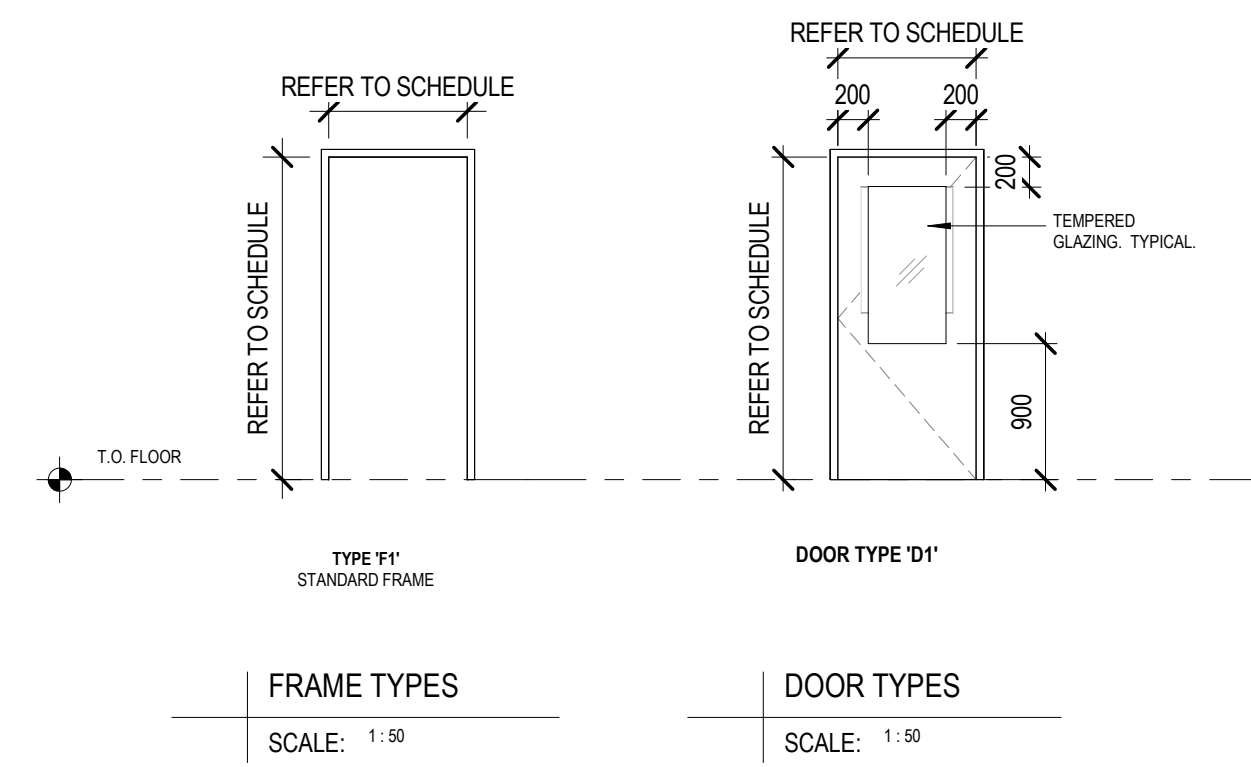 REFER TO SCHEDULE
REFER TO SCHEDULE
T.O. FLOOR
TYPE 'F1'
STANDARD FRAME
FRAME TYPES
SCALE: 1 : 50
REFER TO SCHEDULE
200 200
200
REFER TO SCHEDULE
TEMPERED
GLAZING. TYPICAL.
900
DOOR TYPE 'D1'
DOOR TYPES
SCALE: 1 : 50